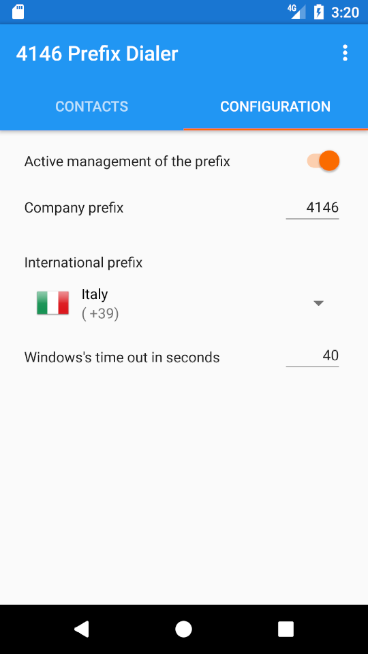 4G 3:20
4146 Prefix Dialer
CONTACTS CONFIGURATION
Active management of the prefix
Company prefix 4146
International prefix
Italy
( +39)
Windows's time out in seconds 40